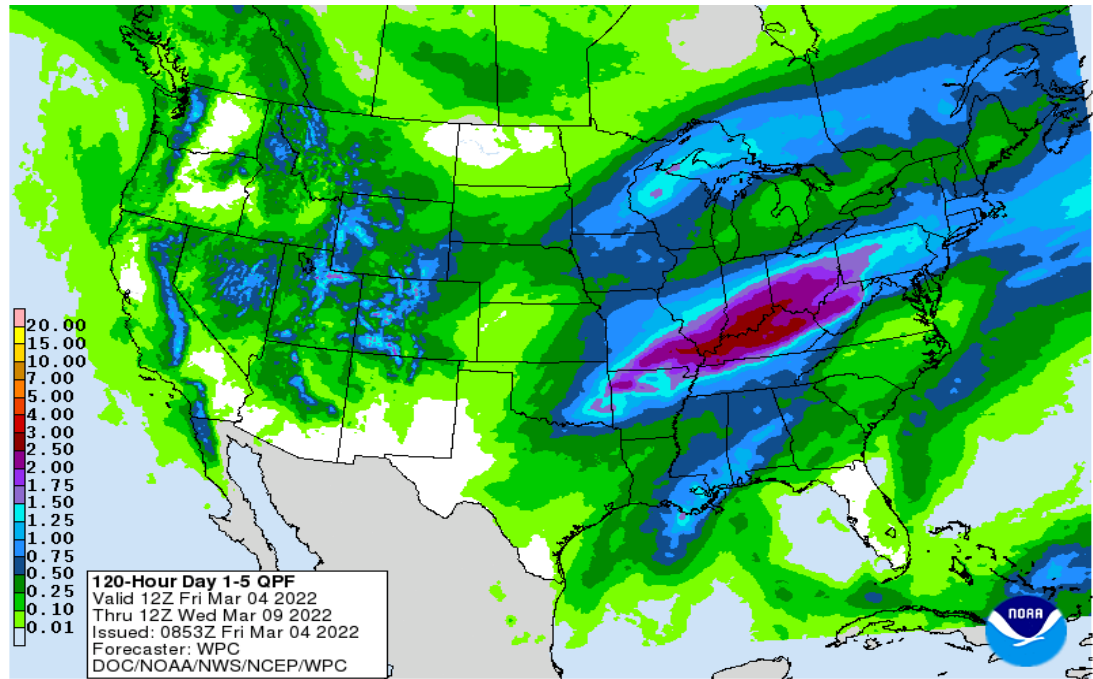 20.00
15.00
10.00
7.00
5.00
4.00
3.00
2.50
2.00
1.75
1.50
1.25
1.00
0.75
0.50
0.25
0.10
0.01
120-Hour Day 1-5 QPF
Valid 12Z Fri Mar 04 2022
Thru 12Z Wed Mar 09 2022
Issued: 0853Z Fri Mar 04 2022
Forecaster: WPC
DOC/NOAA/NWS/NCEP/WPC
NOAA